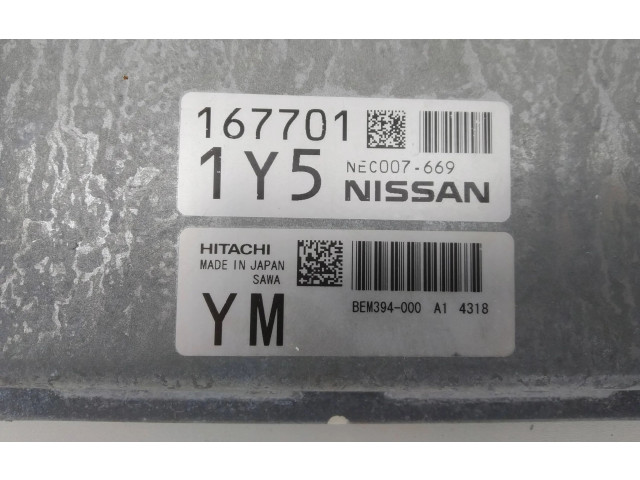 167701
1Y5 NEC007-669
NISSAN
HITACHI
MADE IN JAPAN
SAWA
YM
BEM394-000 A1 4318